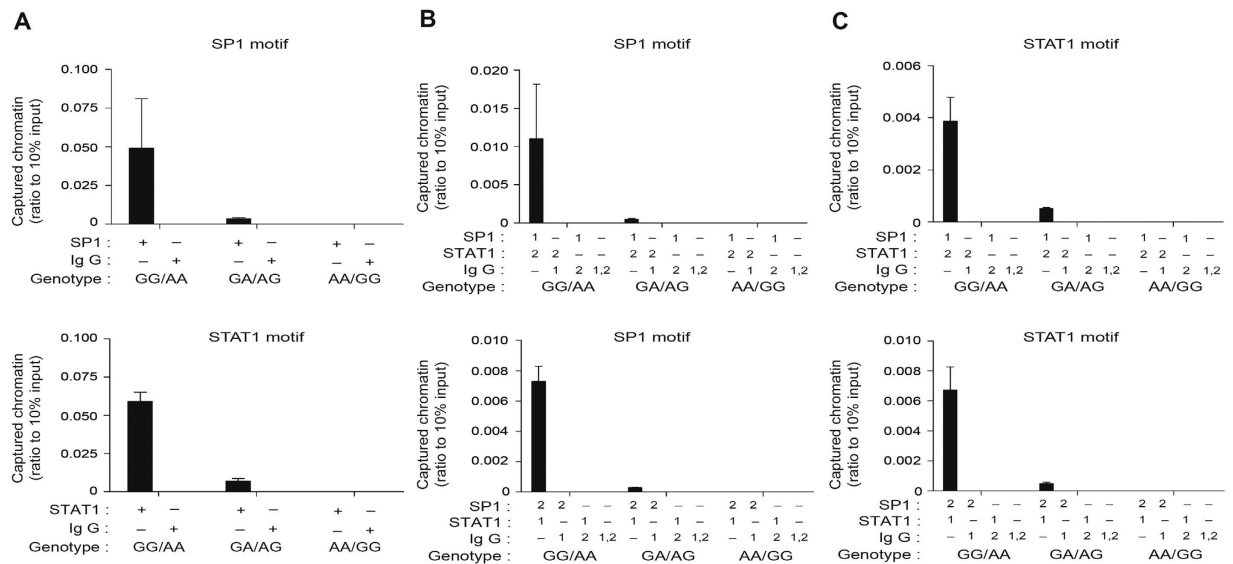 A
SP1 motif
Captured chromatin
(ratio to 10% input)
0.100
0.075
0.050
0.025
0
SP1 : + – + – + –
Ig G : – + – + – +
Genotype : GG/AA GA/AG AA/GG
STAT1 motif
Captured chromatin
(ratio to 10% input)
0.100
0.075
0.050
0.025
0
STAT1 : + – + – + –
Ig G : – + – + – +
Genotype : GG/AA GA/AG AA/GG
B
SP1 motif
Captured chromatin
(ratio to 10% input)
0.020
0.015
0.010
0.005
0
SP1 : 1 – 1 – 1 – 1 – 1 – 1 –
STAT1 : 2 2 – – 2 2 – – 2 2 – –
Ig G : – 1 2 1,2 – 1 2 1,2 – 1 2 1,2
Genotype : GG/AA GA/AG AA/GG
SP1 motif
Captured chromatin
(ratio to 10% input)
0.010
0.008
0.006
0.004
0.002
0
SP1 : 2 2 – – 2 2 – – 2 2 – –
STAT1 : 1 – 1 – 1 – 1 – 1 – 1 –
Ig G : – 1 2 1,2 – 1 2 1,2 – 1 2 1,2
Genotype : GG/AA GA/AG AA/GG
C
STAT1 motif
Captured chromatin
(ratio to 10% input)
0.006
0.004
0.002
0
SP1 : 1 – 1 – 1 – 1 – 1 – 1 –
STAT1 : 2 2 – – 2 2 – – 2 2 – –
Ig G : – 1 2 1,2 – 1 2 1,2 – 1 2 1,2
Genotype : GG/AA GA/AG AA/GG
STAT1 motif
Captured chromatin
(ratio to 10% input)
0.010
0.008
0.006
0.004
0.002
0
SP1 : 2 2 – – 2 2 – – 2 2 – –
STAT1 : 1 – 1 – 1 – 1 – 1 – 1 –
Ig G : – 1 2 1,2 – 1 2 1,2 – 1 2 1,2
Genotype : GG/AA GA/AG AA/GG